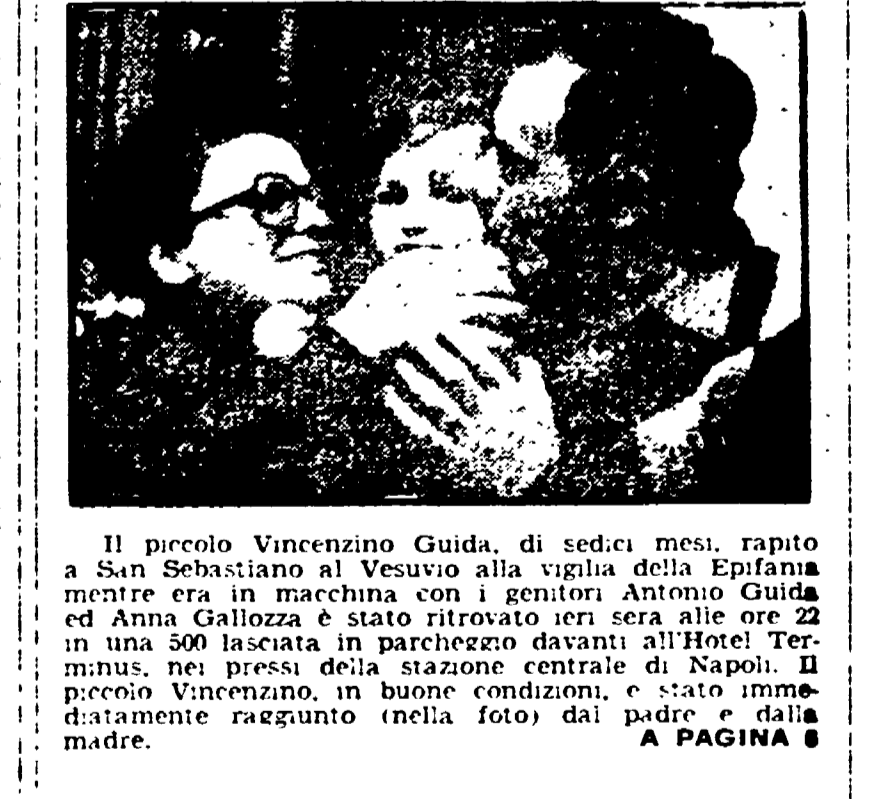 Il piccolo Vincenzino Guida, di sedici mesi, rapito
a San Sebastiano al Vesuvio alla vigilia della Epifania
mentre era in macchina con i genitori Antonio Guida
ed Anna Gallozza è stato ritrovato ieri sera alle ore 22
in una 500 lasciata in parcheggio davanti all'Hotel Ter-
minus, nei pressi della stazione centrale di Napoli. Il
piccolo Vincenzino, in buone condizioni, e stato imme-
diatamente raggiunto (nella foto) dal padre e dalla
madre. A PAGINA